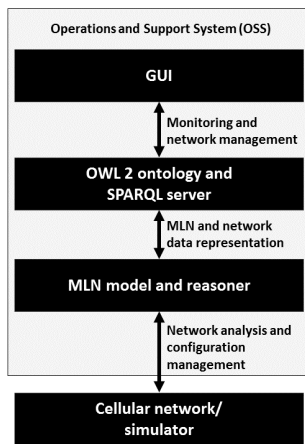 Operations and Support System (OSS)
GUI
Monitoring and
network management
OWL 2 ontology and
SPARQL server
MLN and network
data representation
MLN model and reasoner
Network analysis and
configuration
management
Cellular network/
simulator